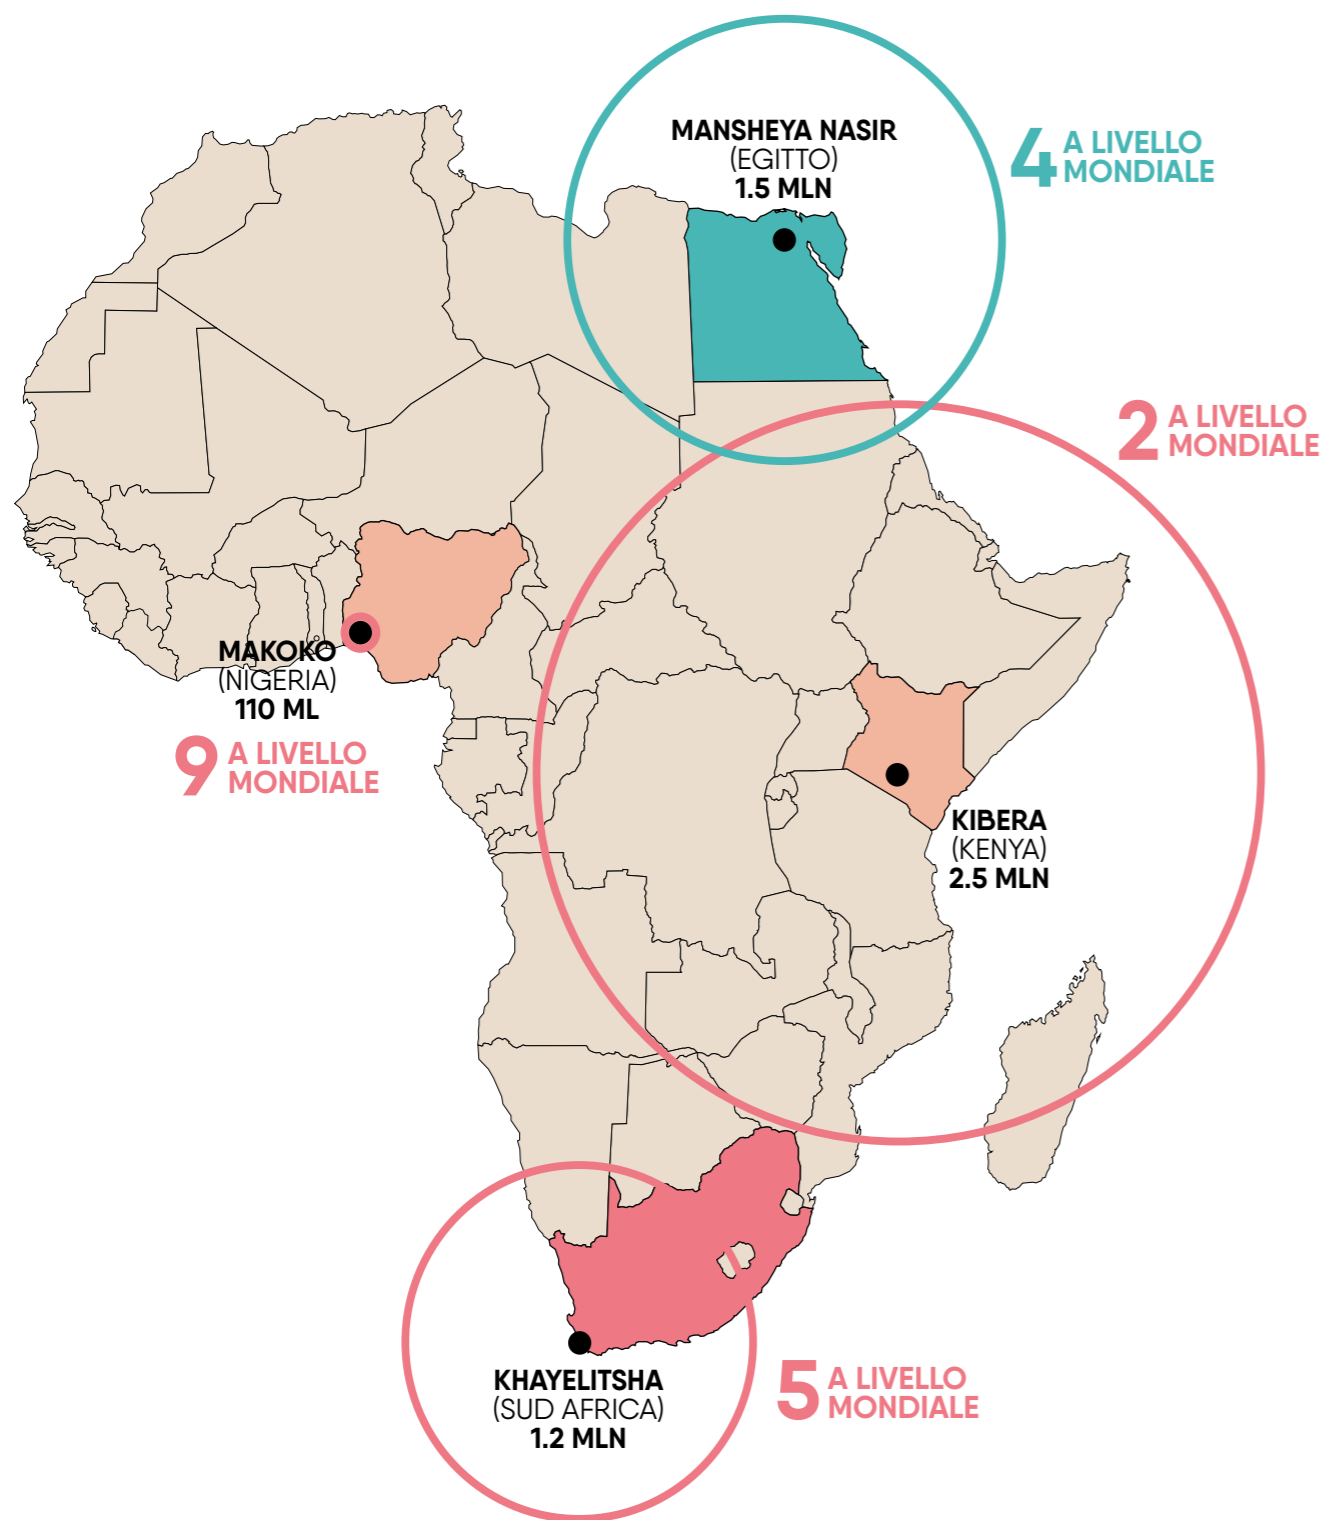 MANSHEYA NASIR
(EGITTO)
1.5 MLN
4 A LIVELLO
MONDIALE
2 A LIVELLO
MONDIALE
MAKOKO
(NIGERIA)
110 ML
9 A LIVELLO
MONDIALE
KIBERA
(KENYA)
2.5 MLN
KHAYELITSHA
(SUD AFRICA)
1.2 MLN
5 A LIVELLO
MONDIALE